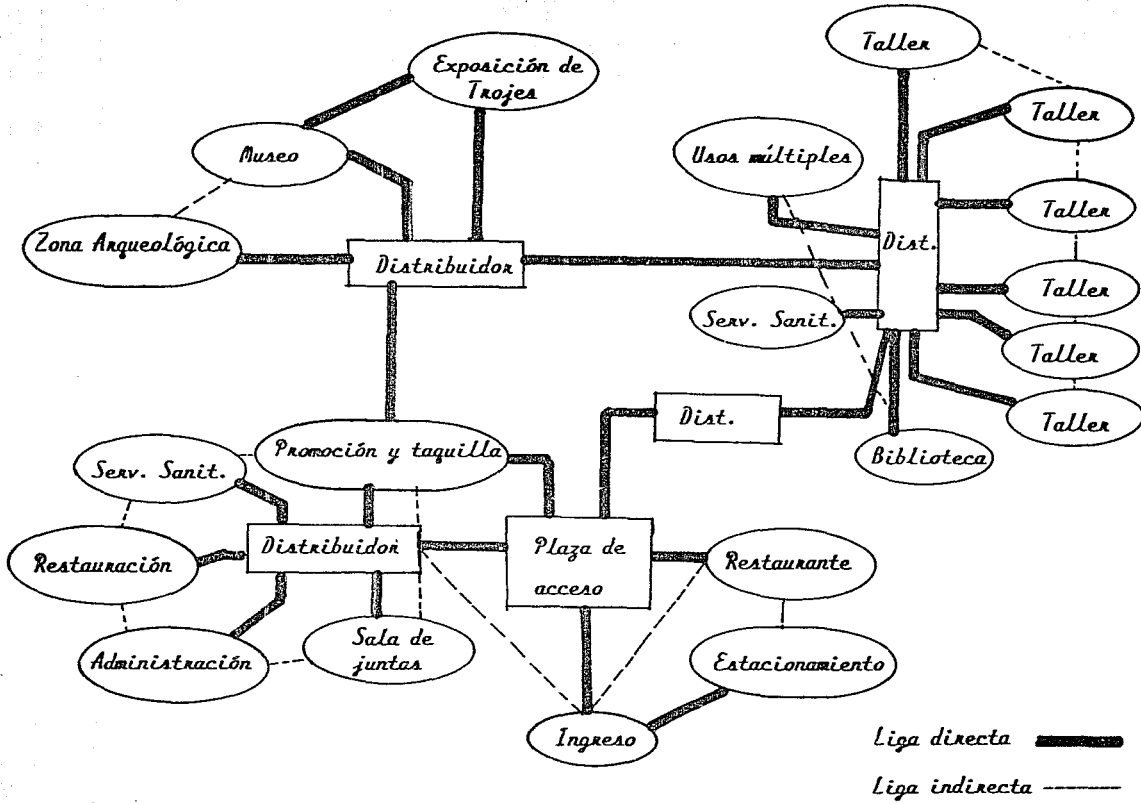 Taller
Exposición de
Trojes
Taller
Museo
Usos múltiples
Taller
Zona Arqueológica
Dist.
Distribuidor
Taller
Serv. Sanit.
Taller
Dist.
Taller
Promoción y taquilla
Biblioteca
Serv. Sanit.
Distribuidor
Plaza de
acceso
Restauración
Restaurante
Sala de
juntas
Administración
Estacionamiento
Ingreso
Liga directa
Liga indirecta